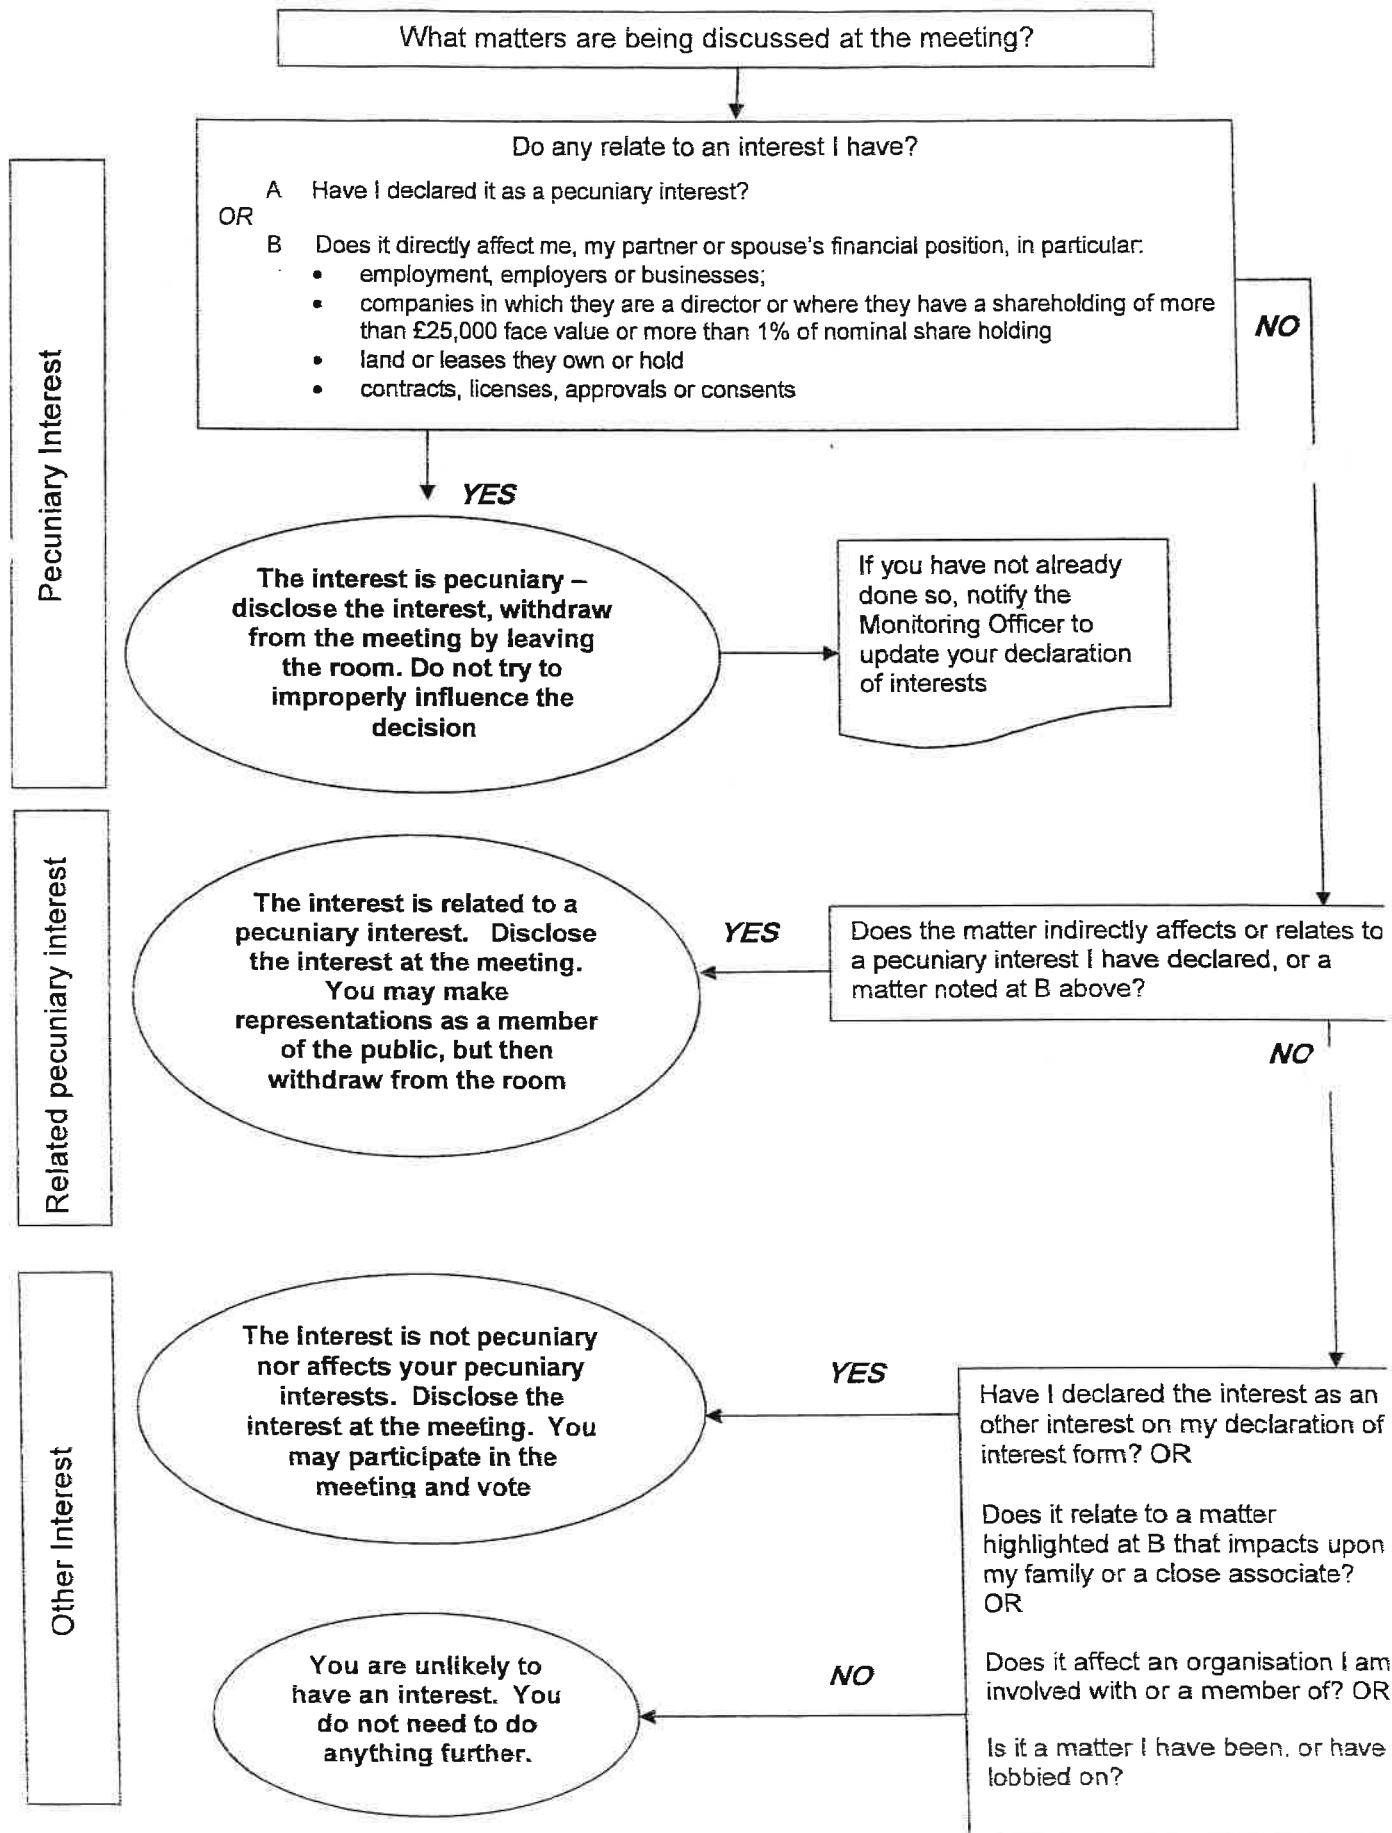 What matters are being discussed at the meeting?
Do any relate to an interest I have?
A Have I declared it as a pecuniary interest?
OR
B Does it directly affect me, my partner or spouse's financial position, in particular:
• employment, employers or businesses;
• companies in which they are a director or where they have a shareholding of more
than £25,000 face value or more than 1% of nominal share holding
• land or leases they own or hold
• contracts, licenses, approvals or consents
NO
Pecuniary Interest
YES
The interest is pecuniary –
disclose the interest, withdraw
from the meeting by leaving
the room. Do not try to
improperly influence the
decision
If you have not already
done so, notify the
Monitoring Officer to
update your declaration
of interests
Related pecuniary interest
The interest is related to a
pecuniary interest. Disclose
the interest at the meeting.
You may make
representations as a member
of the public, but then
withdraw from the room
YES
Does the matter indirectly affects or relates to
a pecuniary interest I have declared, or a
matter noted at B above?
NO
Other Interest
The Interest is not pecuniary
nor affects your pecuniary
interests. Disclose the
interest at the meeting. You
may participate in the
meeting and vote
YES
Have I declared the interest as an
other interest on my declaration of
interest form? OR
Does it relate to a matter
highlighted at B that impacts upon
my family or a close associate?
OR
Does it affect an organisation I am
involved with or a member of? OR
Is it a matter I have been, or have
lobbied on?
NO
You are unlikely to
have an interest. You
do not need to do
anything further.